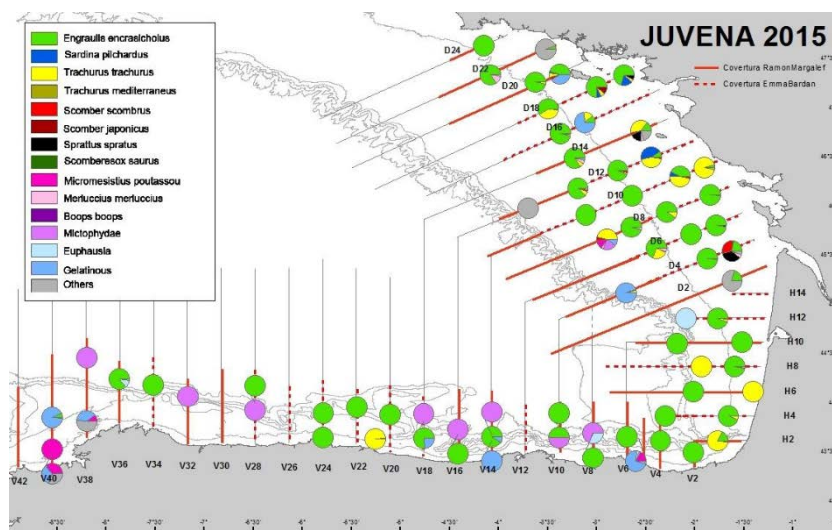 JUVENA 2015
Covertura RamonMargalef
Covertura EmmaBardan
Engraulis encrasicholus
Sardina pilchardus
Trachurus trachurus
Trachurus mediterraneus
Scomber scombrus
Scomber japonicus
Sprattus spratus
Scomberesox saurus
Micromesistius poutassou
Merluccius merluccius
Boops boops
Mictophydae
Euphausia
Gelatinous
Others
D24
D22
D20
D18
D16
D14
D12
D10
D8
D6
D4
D2
H14
H12
H10
H8
H6
H4
H2
V42
V40
V38
V36
V34
V32
V30
V28
V26
V24
V22
V20
V18
V16
V14
V12
V10
V8
V6
V4
V2